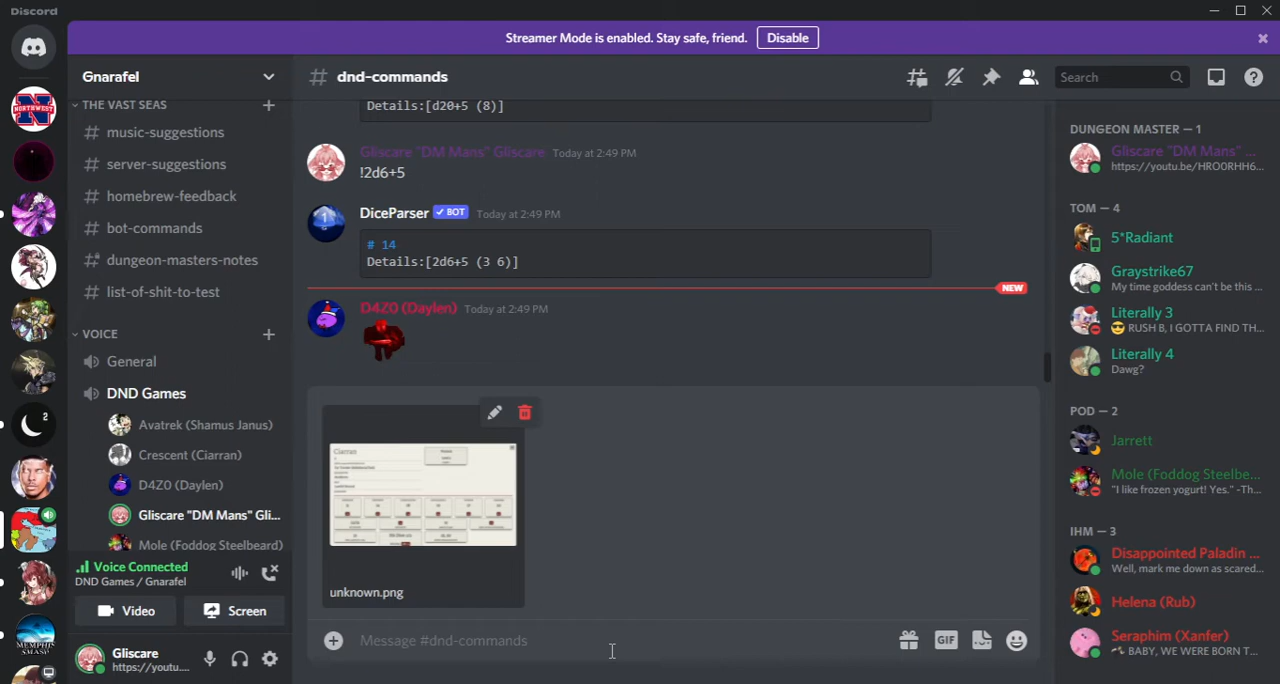 Discord
Streamer Mode is enabled. Stay safe, friend.
Disable
Gnarafel
THE VAST SEAS
music-suggestions
server-suggestions
homebrew-feedback
bot-commands
dungeon-masters-notes
list-of-shit-to-test
VOICE
General
DND Games
Avatrek (Shamus Janus)
Crescent (Ciarran)
D4Z0 (Daylen)
Gliscare "DM Mans" Gli...
Mole (Foddog Steelbeard)
Voice Connected
DND Games / Gnarafel
Video
Screen
Gliscare
https://youtu....
NORTHWEST
2
MEMPHIS
# dnd-commands
Search
Details:[d20+5 (8)]
Gliscare "DM Mans" Gliscare Today at 2:49 PM
!2d6+5
DiceParser BOT Today at 2:49 PM
# 14
Details:[2d6+5 (3 6)]
NEW
D4Z0 (Daylen) Today at 2:49 PM
Ciarran
unknown.png
Message #dnd-commands
GIF
DUNGEON MASTER — 1
Gliscare "DM Mans" ...
https://youtu.be/HRO0RHH6...
TOM — 4
5*Radiant
Graystrike67
My time goddess can't be this ...
Literally 3
RUSH B, I GOTTA FIND TH...
Literally 4
Dawg?
POD — 2
Jarrett
Mole (Foddog Steelbe...
"I like frozen yogurt! Yes." -Th...
IHM — 3
Disappointed Paladin ...
Well, mark me down as scared...
Helena (Rub)
Seraphim (Xanfer)
BABY, WE WERE BORN T...